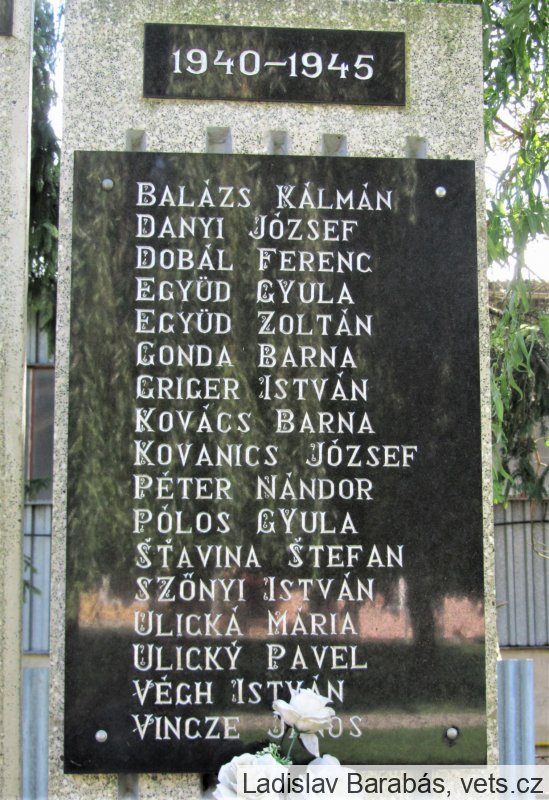 1940–1945
BALÁZS KÁLMÁN
DANYI JÓZSEF
DOBÁL FERENC
EGYÜD GYULA
EGYÜD ZOLTÁN
GONDA BARNA
GRIGER ISTVÁN
KOVÁCS BARNA
KOVANICS JÓZSEF
PÉTER NÁNDOR
PÓLOS GYULA
ŠŤAVINA ŠTEFAN
SZŐNYI ISTVÁN
ULICKÁ MÁRIA
ULICKÝ PAVEL
VÉGH ISTVÁN
VINCZE
Ladislav Barabás, vets.cz